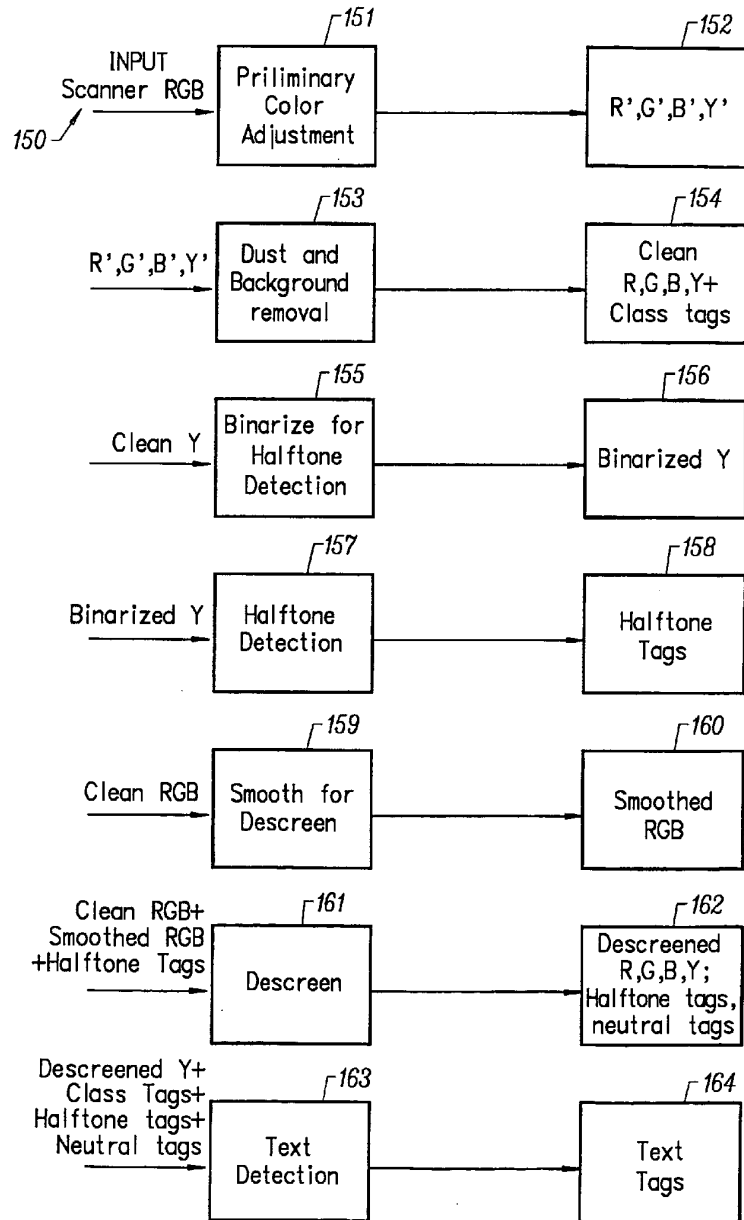 151
152
INPUT
Scanner RGB
150
Priliminary
Color
Adjustment
R',G',B',Y'
153
154
R',G',B',Y'
Dust and
Background
removal
Clean
R,G,B,Y+
Class tags
155
156
Clean Y
Binarize for
Halftone
Detection
Binarized Y
157
158
Binarized Y
Halftone
Detection
Halftone
Tags
159
160
Clean RGB
Smooth for
Descreen
Smoothed
RGB
Clean RGB+
Smoothed RGB
+Halftone Tags
161
162
Descreen
Descreened
R,G,B,Y;
Halftone tags,
neutral tags
Descreened Y+
Class Tags+
Halftone tags+
Neutral tags
163
164
Text
Detection
Text
Tags